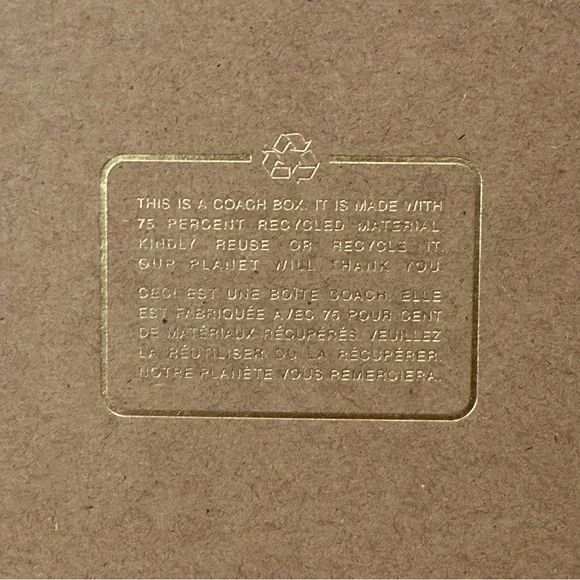 THIS IS A COACH BOX. IT IS MADE WITH
75 PERCENT RECYCLED MATERIAL
KINDLY REUSE OR RECYCLE IT.
OUR PLANET WILL THANK YOU
CECI EST UNE BOÎTE COACH. ELLE
EST FABRIQUÉE AVEC 75 POUR CENT
DE MATÉRIAUX RÉCUPÉRÉS. VEUILLEZ
LA RÉUTILISER OU LA RÉCUPÉRER.
NOTRE PLANÈTE VOUS REMERCIERA.